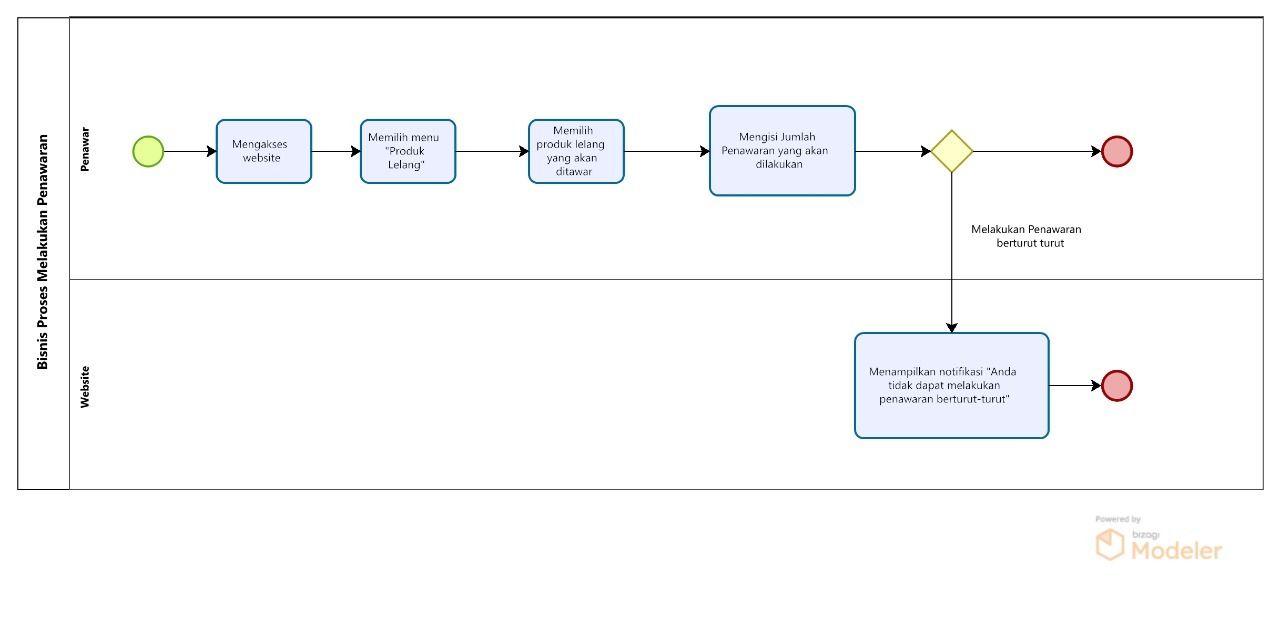 Bisnis Proses Melakukan Penawaran
Penawar
Mengakses
website
Memilih menu
"Produk
Lelang"
Memilih
produk lelang
yang akan
ditawar
Mengisi Jumlah
Penawaran yang akan
dilakukan
Melakukan Penawaran
berturut turut
Website
Menampilkan notifikasi "Anda
tidak dapat melakukan
penawaran berturut-turut"
Powered by
bizagi
Modeler